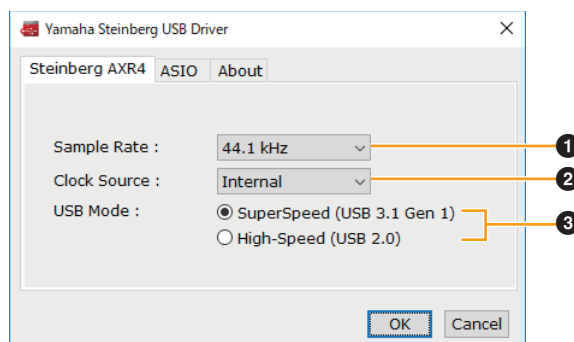 Yamaha Steinberg USB Driver
Steinberg AXR4 ASIO About
Sample Rate : 44.1 kHz 1
Clock Source : Internal 2
USB Mode : SuperSpeed (USB 3.1 Gen 1)
High-Speed (USB 2.0) 3
OK Cancel